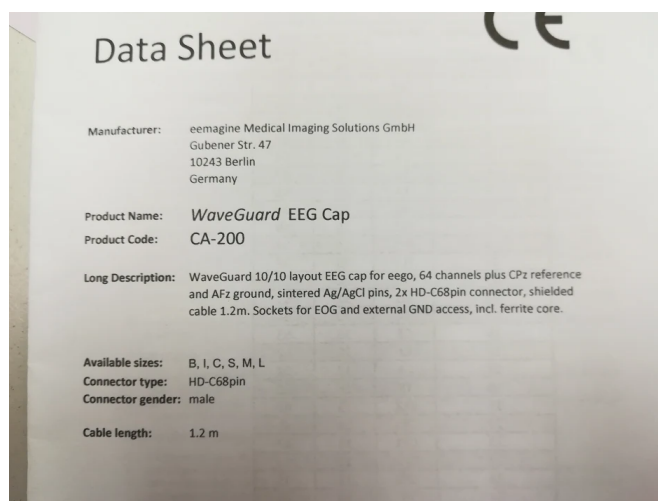 CE
Data Sheet
Manufacturer: eemagine Medical Imaging Solutions GmbH
Gubener Str. 47
10243 Berlin
Germany
Product Name: WaveGuard EEG Cap
Product Code: CA-200
Long Description: WaveGuard 10/10 layout EEG cap for eego, 64 channels plus CPz reference
and AFz ground, sintered Ag/AgCl pins, 2x HD-C68pin connector, shielded
cable 1.2m. Sockets for EOG and external GND access, incl. ferrite core.
Available sizes: B, I, C, S, M, L
Connector type: HD-C68pin
Connector gender: male
Cable length: 1.2 m